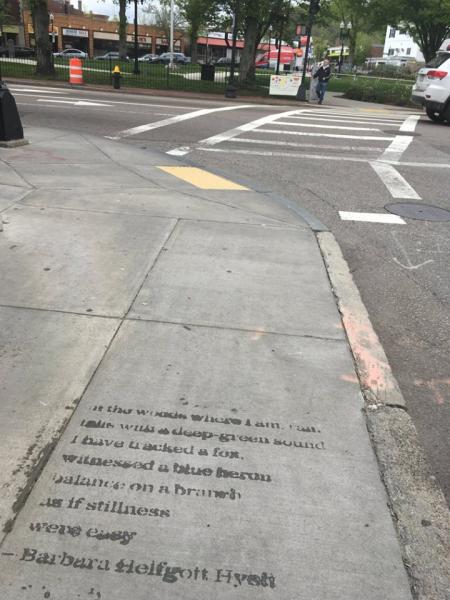 in the woods where I am, rain
falls with a deep-green sound
I have tracked a fox,
witnessed a blue heron
balance on a branch
as if stillness
were easy
– Barbara Helfgott Hyett